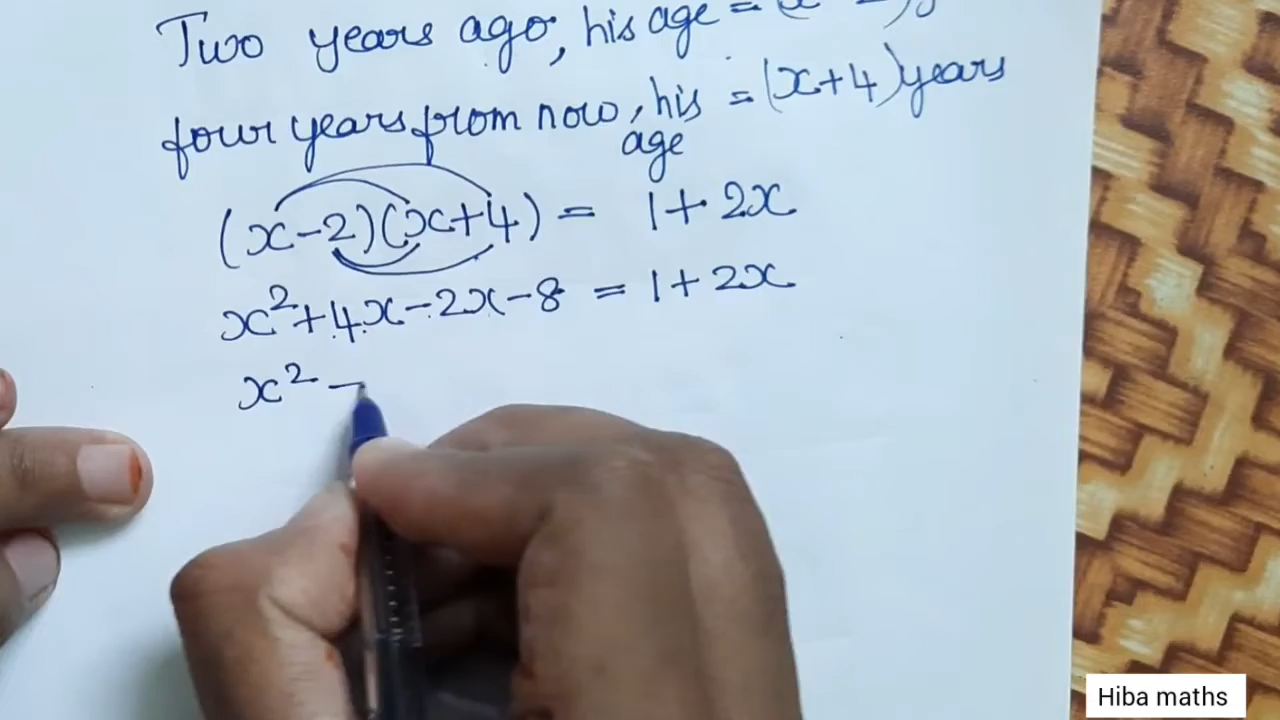 Two years ago, his age = (x
four years from now, his age = (x+4) years
(x-2)(x+4) = 1+2x
x²+4x-2x-8 = 1+2x
x² -
Hiba maths